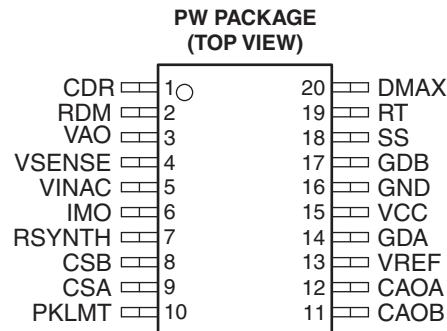 PW PACKAGE
(TOP VIEW)
CDR 1 20 DMAX
RDM 2 19 RT
VAO 3 18 SS
VSENSE 4 17 GDB
VINAC 5 16 GND
IMO 6 15 VCC
RSYNTH 7 14 GDA
CSB 8 13 VREF
CSA 9 12 CAOA
PKLMT 10 11 CAOB